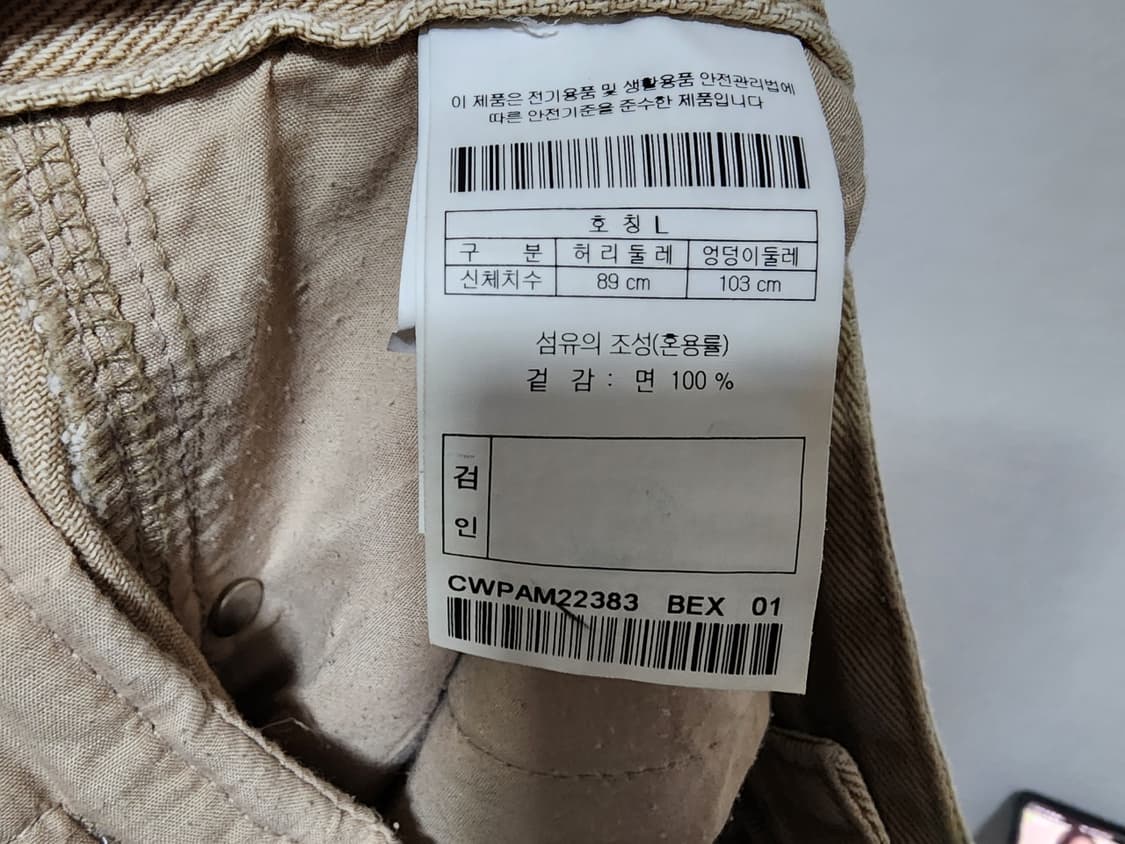 이 제품은 전기용품 및 생활용품 안전관리법에
따른 안전기준을 준수한 제품입니다
호 칭 L
구 분 허 리 둘 레 엉덩이둘레
신체치수 89 cm 103 cm
섬유의 조성(혼용률)
겉 감 : 면 100 %
검
인
CWPAM22383 BEX 01